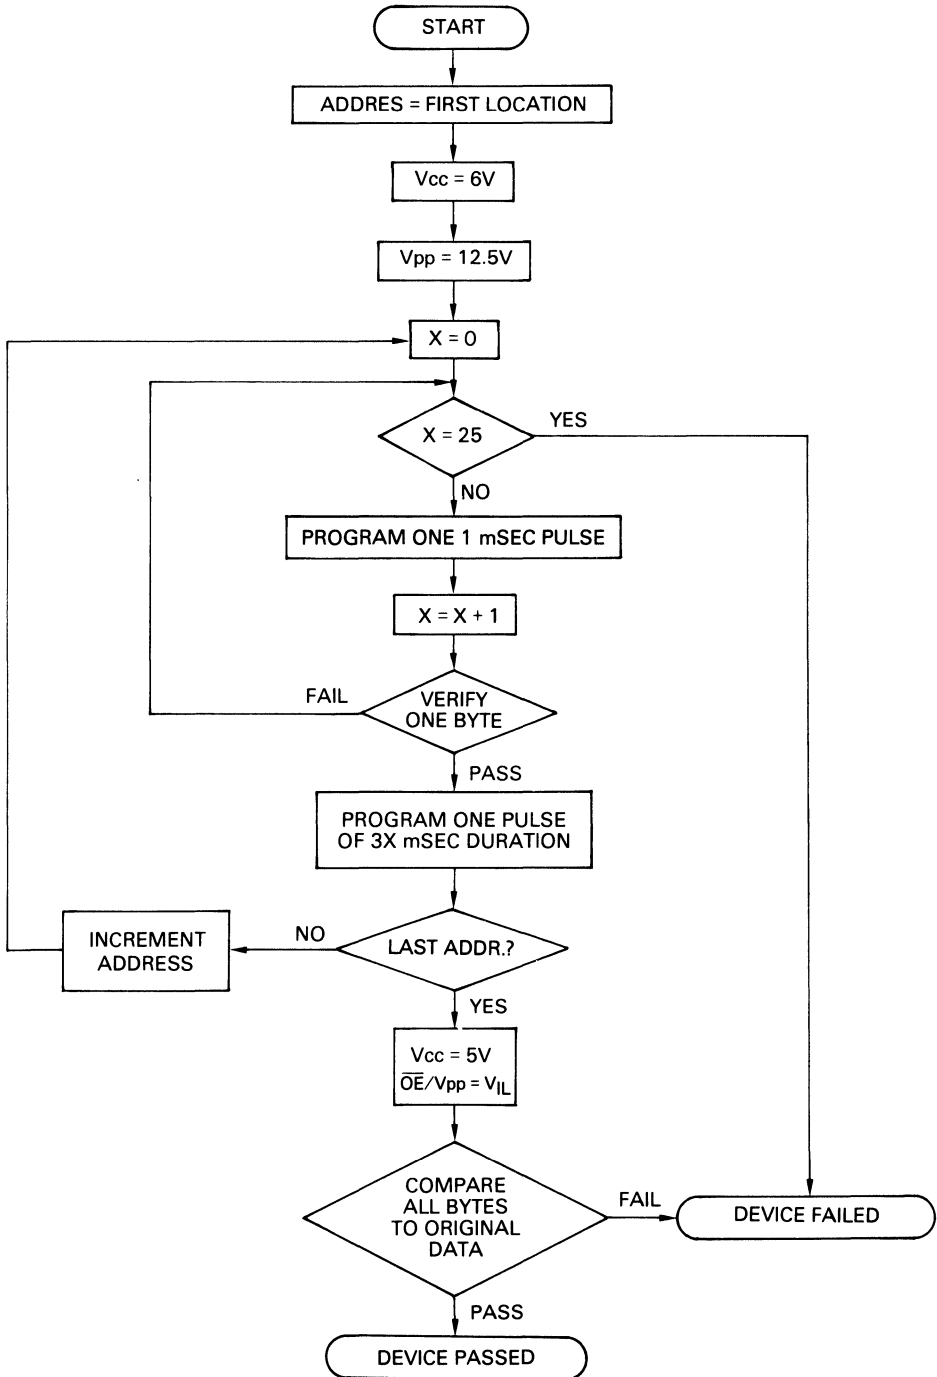 START
ADDRES = FIRST LOCATION
Vcc = 6V
Vpp = 12.5V
X = 0
X = 25
YES
NO
PROGRAM ONE 1 mSEC PULSE
X = X + 1
VERIFY
ONE BYTE
FAIL
PASS
PROGRAM ONE PULSE
OF 3X mSEC DURATION
LAST ADDR.?
NO
INCREMENT
ADDRESS
YES
Vcc = 5V
O̅E̅/Vpp = VIL
COMPARE
ALL BYTES
TO ORIGINAL
DATA
FAIL
DEVICE FAILED
PASS
DEVICE PASSED